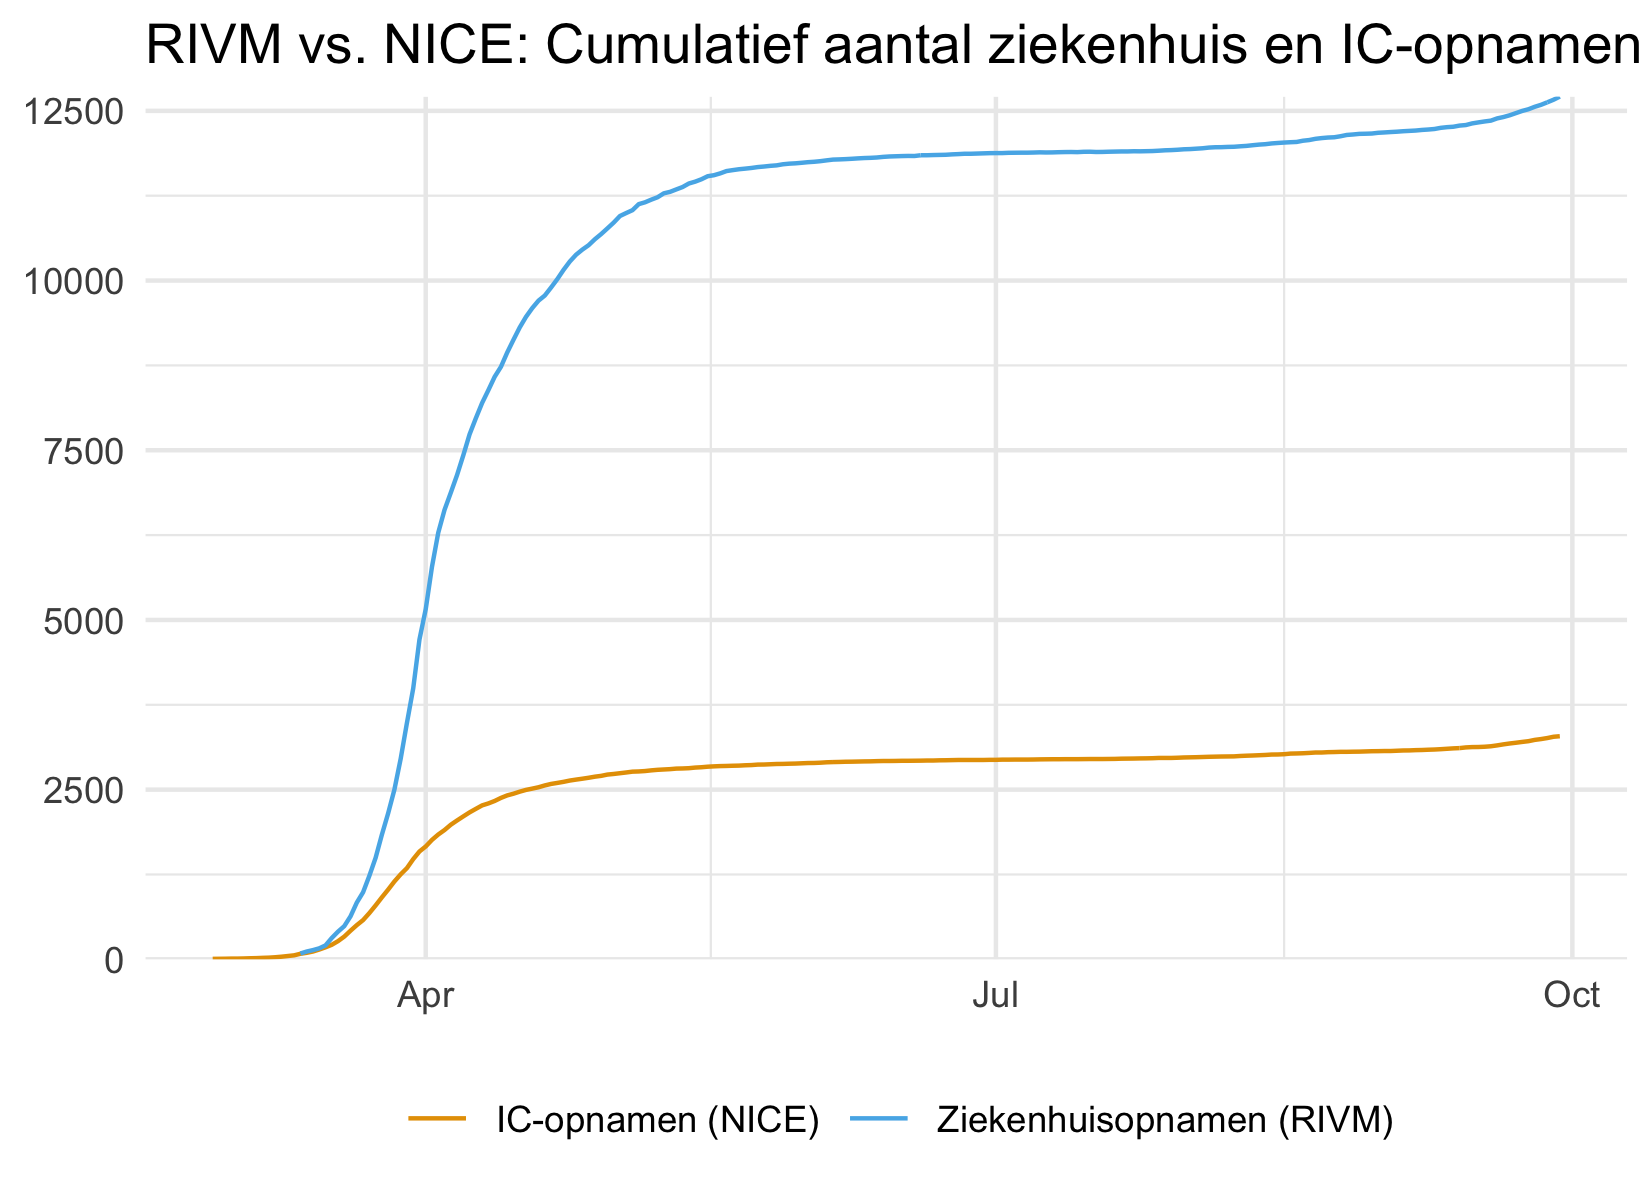 RIVM vs. NICE: Cumulatief aantal ziekenhuis en IC-opnamen
12500
10000
7500
5000
2500
0
Apr Jul Oct
IC-opnamen (NICE) Ziekenhuisopnamen (RIVM)